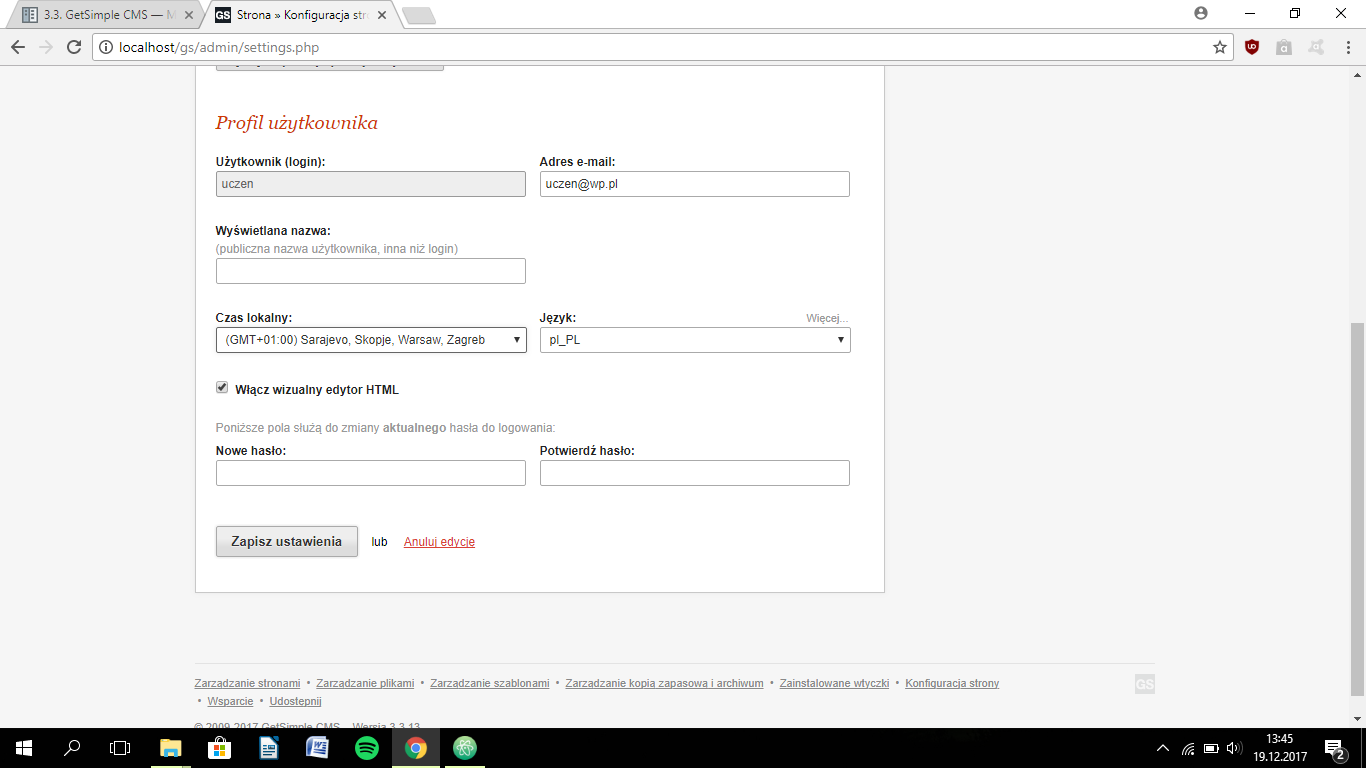 3.3. GetSimple CMS — M
GS Strona » Konfiguracja str
localhost/gs/admin/settings.php
Profil użytkownika
Użytkownik (login): Adres e-mail:
uczen uczen@wp.pl
Wyświetlana nazwa:
(publiczna nazwa użytkownika, inna niż login)
Czas lokalny: Język: Więcej...
(GMT+01:00) Sarajevo, Skopje, Warsaw, Zagreb pl_PL
Włącz wizualny edytor HTML
Poniższe pola służą do zmiany aktualnego hasła do logowania:
Nowe hasło: Potwierdź hasło:
Zapisz ustawienia lub Anuluj edycję
Zarządzanie stronami • Zarządzanie plikami • Zarządzanie szablonami • Zarządzanie kopią zapasową i archiwum • Zainstalowane wtyczki • Konfiguracja strony GS
• Wsparcie • Udostępnij
© 2009-2017 GetSimple CMS Wersja 3.3.13
13:45
19.12.2017
2